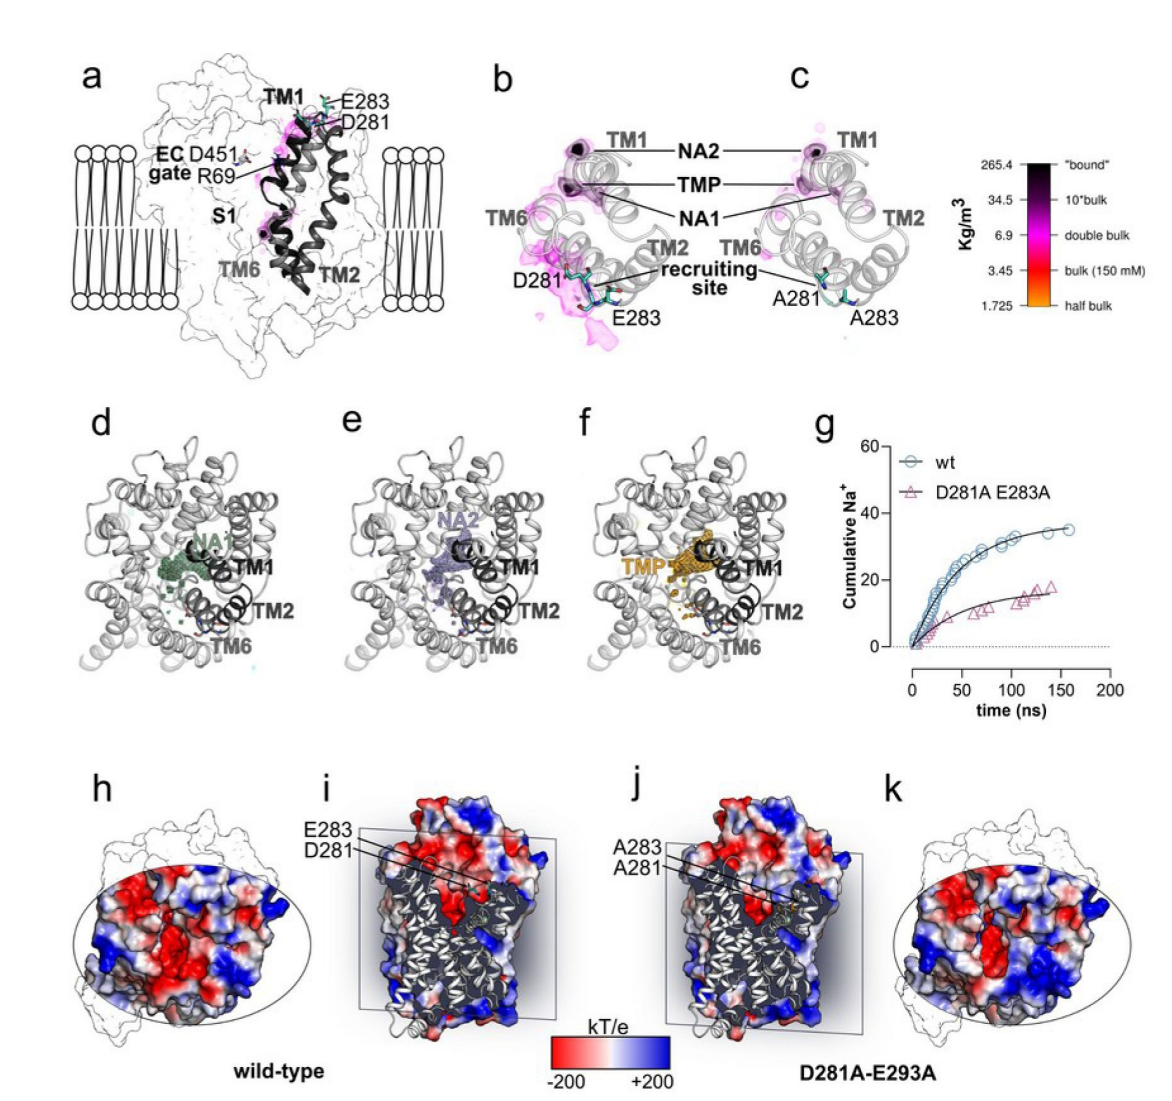 a
TM1
E283
D281
EC
gate
D451
R69
S1
TM6
TM2
b
c
TM1
TM1
NA2
TMP
NA1
TM6
TM2
TM6
TM2
recruiting
site
D281
E283
A281
A283
Kg/m³
265.4
"bound"
34.5
10*bulk
6.9
double bulk
3.45
bulk (150 mM)
1.725
half bulk
d
NA1
TM1
TM2
TM6
e
NA2
TM1
TM2
TM6
f
TMP
TM1
TM2
TM6
g
Cumulative Na⁺
60
40
20
0
wt
D281A E283A
0
50
100
150
200
time (ns)
h
i
E283
D281
j
A283
A281
k
wild-type
kT/e
-200
+200
D281A-E293A